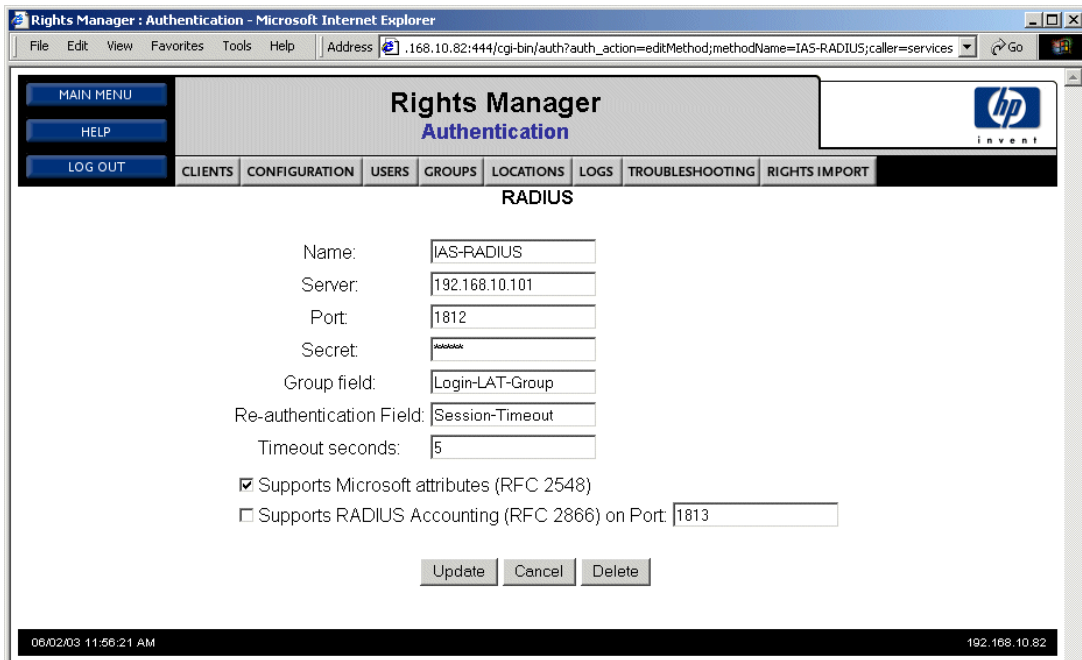 Rights Manager : Authentication - Microsoft Internet Explorer
File Edit View Favorites Tools Help Address .168.10.82:444/cgi-bin/auth?auth_action=editMethod;methodName=IAS-RADIUS;caller=services Go
MAIN MENU
HELP
LOG OUT
Rights Manager
Authentication
hp
invent
CLIENTS CONFIGURATION USERS GROUPS LOCATIONS LOGS TROUBLESHOOTING RIGHTS IMPORT
RADIUS
Name: IAS-RADIUS
Server: 192.168.10.101
Port: 1812
Secret: ******
Group field: Login-LAT-Group
Re-authentication Field: Session-Timeout
Timeout seconds: 5
Supports Microsoft attributes (RFC 2548)
Supports RADIUS Accounting (RFC 2866) on Port: 1813
Update Cancel Delete
06/02/03 11:56:21 AM 192.168.10.82